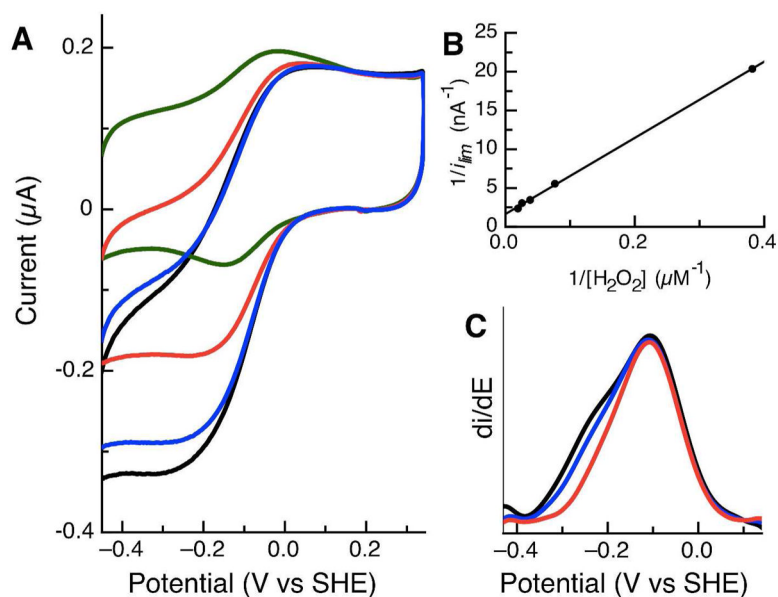 A
0.2
0
-0.2
-0.4
Current (µA)
−0.4 −0.2 0.0 0.2
Potential (V vs SHE)
B
25
20
15
10
5
0
1/i_lim (nA⁻¹)
0.0 0.2 0.4
1/[H₂O₂] (µM⁻¹)
C
di/dE
−0.4 −0.2 0.0
Potential (V vs SHE)